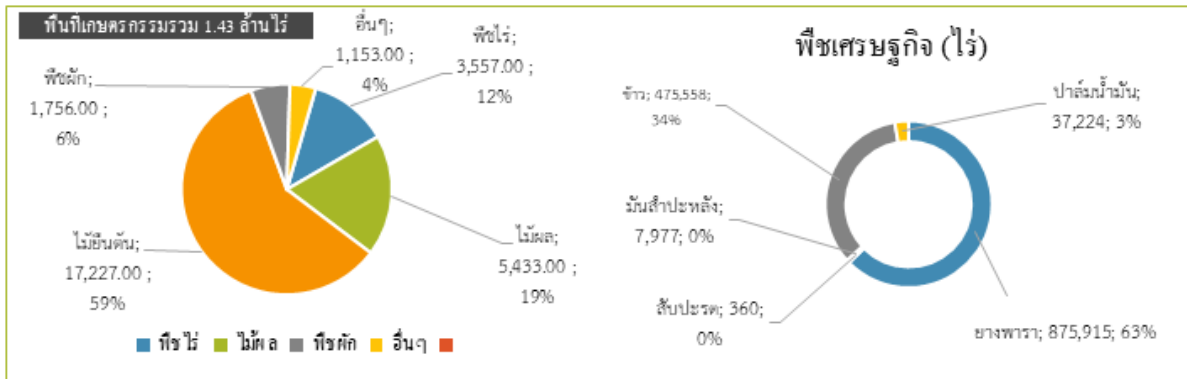 พื้นที่เกษตรกรรมรวม 1.43 ล้านไร่
อื่นๆ;
1,153.00 ;
4%
พืชไร่;
3,557.00 ;
12%
พืชผัก;
1,756.00 ;
6%
ไม้ยืนต้น;
17,227.00 ;
59%
ไม้ผล;
5,433.00 ;
19%
พืชไร่ ไม้ผล พืชผัก อื่นๆ
พืชเศรษฐกิจ (ไร่)
ข้าว; 475,558;
34%
ปาล์มน้ำมัน;
37,224; 3%
มันสำปะหลัง;
7,977; 0%
สับปะรด; 360;
0%
ยางพารา; 875,915; 63%